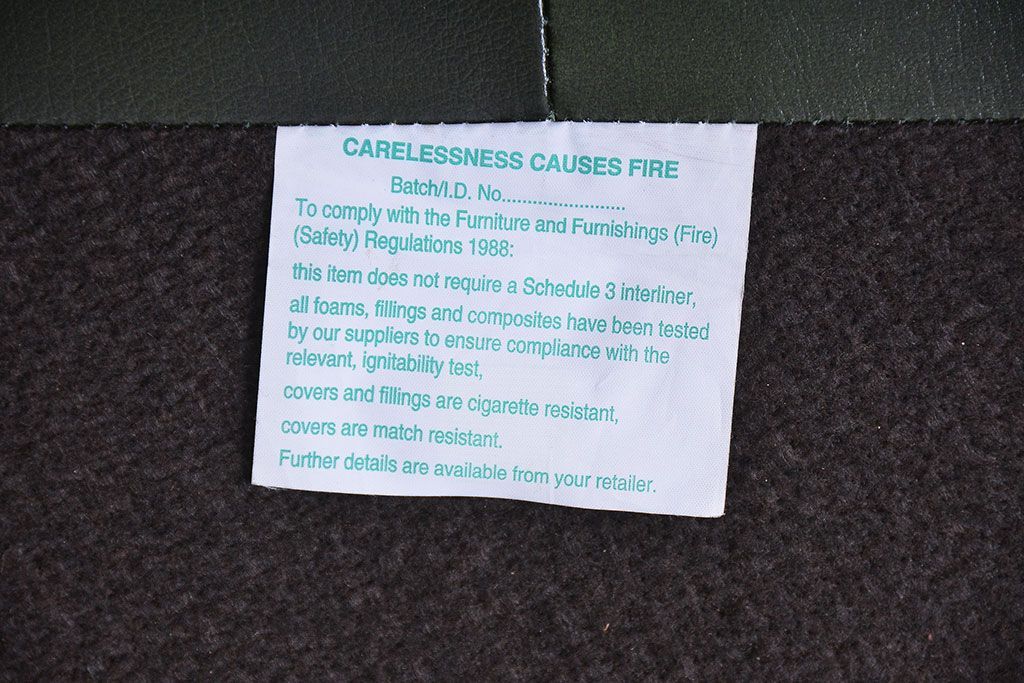 CARELESSNESS CAUSES FIRE
Batch/I.D. No........................
To comply with the Furniture and Furnishings (Fire)
(Safety) Regulations 1988:
this item does not require a Schedule 3 interliner,
all foams, fillings and composites have been tested
by our suppliers to ensure compliance with the
relevant, ignitability test,
covers and fillings are cigarette resistant,
covers are match resistant.
Further details are available from your retailer.